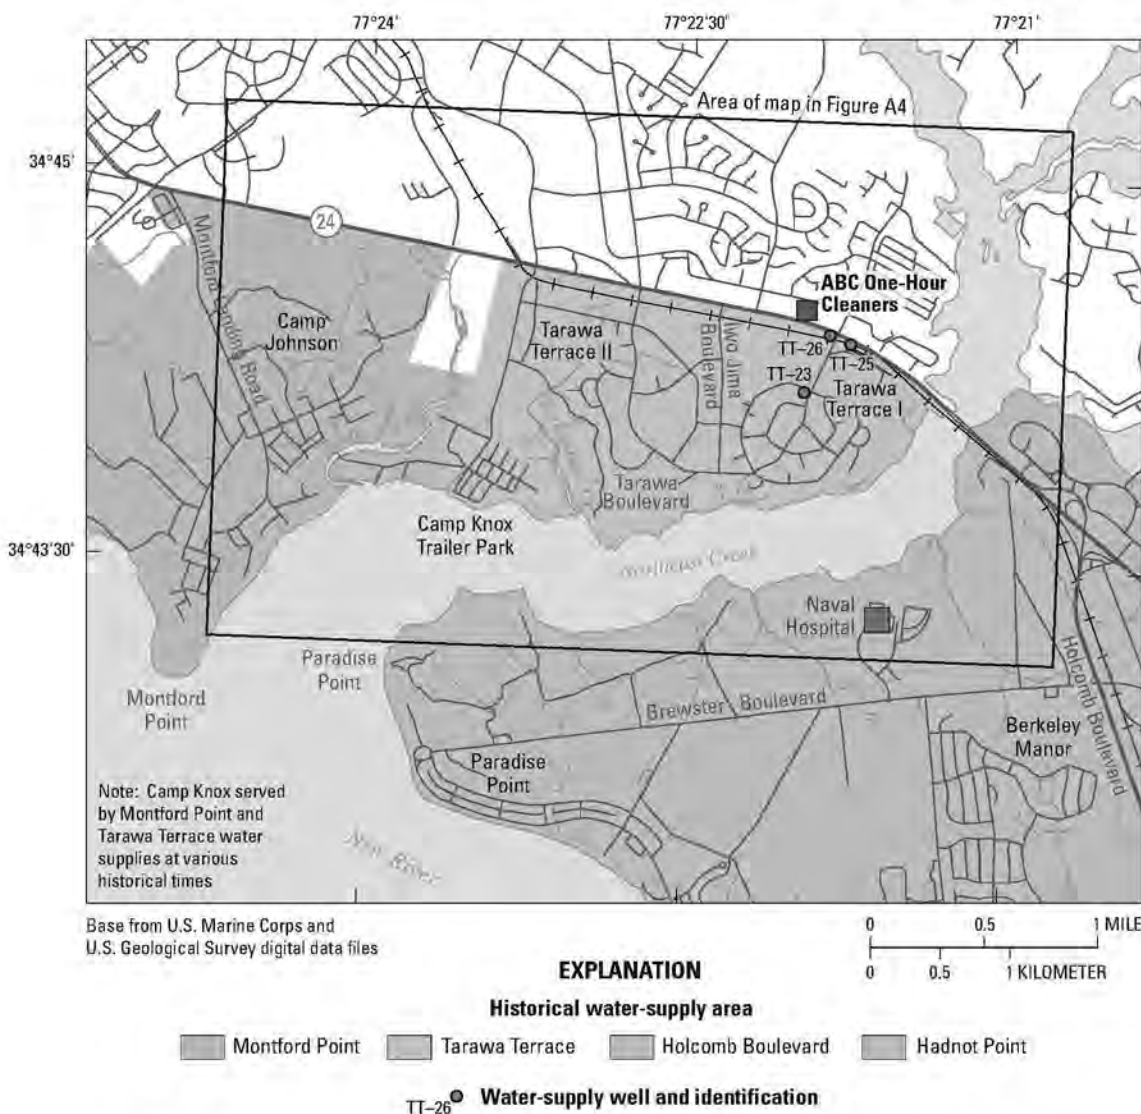 77°24'
77°22'30"
77°21'
Area of map in Figure A4
34°45'
24
Montford
Landing Road
ABC One-Hour
Cleaners
Camp
Johnson
Tarawa
Terrace II
Iwo Jima
Boulevard
TT–26
TT–25
TT–23
Tarawa
Terrace I
Tarawa
Boulevard
Camp Knox
Trailer Park
34°43'30"
Northeast Creek
Naval
Hospital
Paradise
Point
Montford
Point
Holcomb Boulevard
Brewster Boulevard
Berkeley
Manor
Paradise
Point
New River
Note: Camp Knox served
by Montford Point and
Tarawa Terrace water
supplies at various
historical times
Base from U.S. Marine Corps and
U.S. Geological Survey digital data files
0 0.5 1 MILE
0 0.5 1 KILOMETER
EXPLANATION
Historical water-supply area
Montford Point Tarawa Terrace Holcomb Boulevard Hadnot Point
TT–26 Water-supply well and identification